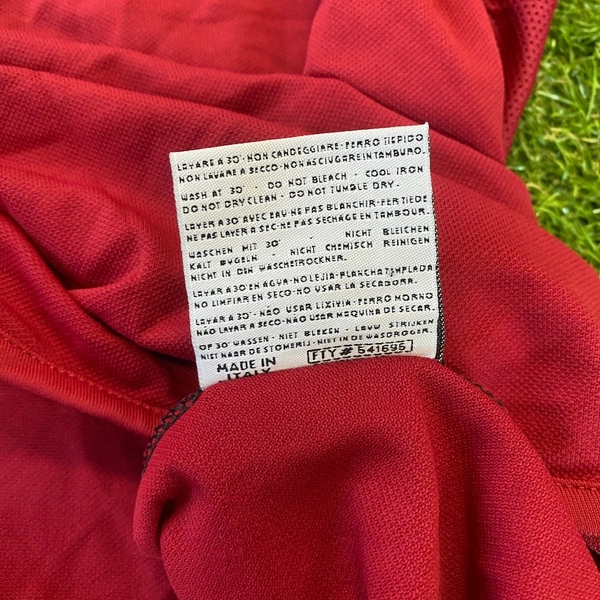 LAVARE A 30°-NON CANDEGGIARE-FERRO TIEPIDO
NON LAVARE A SECCO-NON ASCIUGARE IN TAMBURO.
WASH AT 30° - DO NOT BLEACH - COOL IRON
DO NOT DRY CLEAN - DO NOT TUMBLE DRY-
LAVER A 30° AVEC EAU-NE PAS BLANCHIR-FER TIEDE
NE PAS LAVER A SEC-NE PAS SECHAGE EN TAMBOUR.
WASCHEN MIT 30° - NICHT BLEICHEN
KALT BUGELN - NICHT CHEMISCH REINIGEN
NICHT IN DEN WASCHETROCKNER.
LAVAR A 30 EN AGUA-NO LEJIA-PLANCHA TEMPLADA
NO LIMPIAR EN SECO-NO USAR LA SECADORA.
LAVAR A 30°-NÃO USAR LIXIVIA-FERRO MORNO
NÃO LAVAR A SECO-NÃO USAR MAQUINA DE SECAR.
OP 30° WASSEN - NIET BLEKEN - LAUW STRIJKEN
NIET NAAR DE STOMERIJ-NIET IN DE WASDROGER.
MADE IN FTY# 541695
ITALY